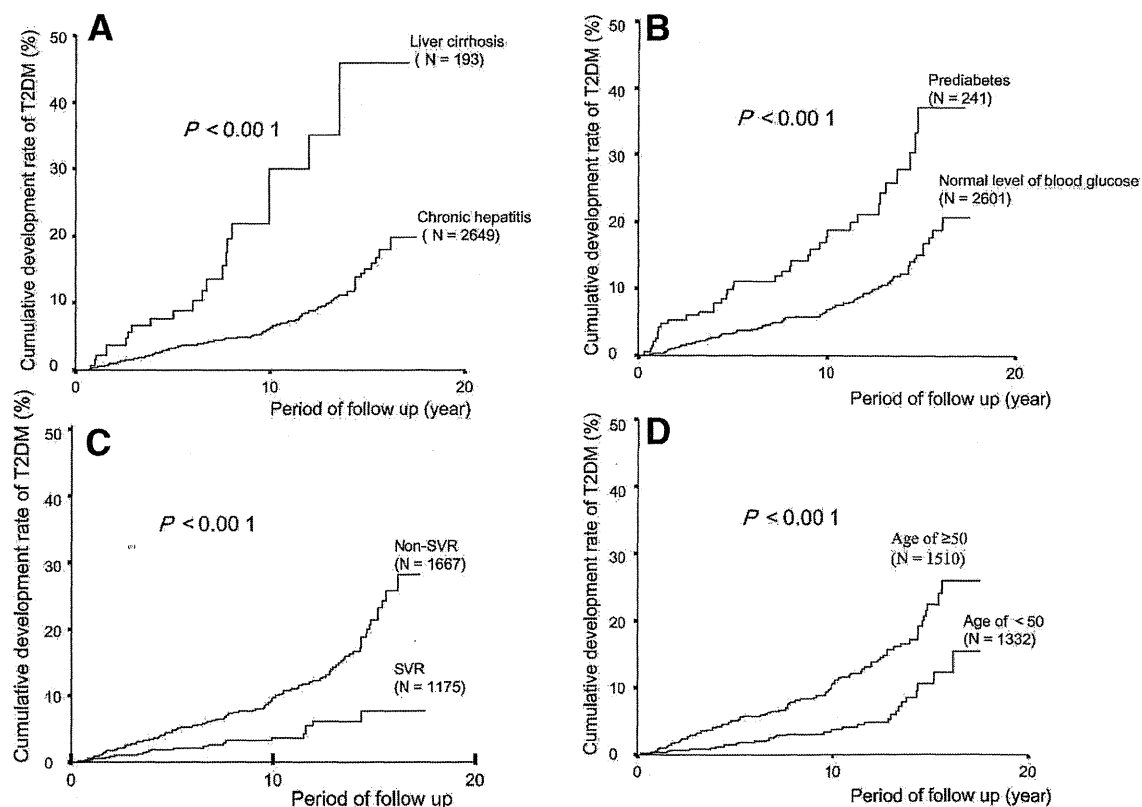 A
Cumulative development rate of T2DM (%)
50
40
30
20
10
0
0
10
20
Period of follow up (year)
P < 0.00 1
Liver cirrhosis
( N = 193)
Chronic hepatitis
( N = 2649)
B
Cumulative development rate of T2DM (%)
50
40
30
20
10
0
0
10
20
Period of follow up (year)
P < 0.00 1
Prediabetes
(N = 241)
Normal level of blood glucose
(N = 2601)
C
Cumulative development rate of T2DM (%)
50
40
30
20
10
0
0
10
20
Period of follow up (year)
P < 0.00 1
Non-SVR
(N = 1667)
SVR
(N = 1175)
D
Cumulative development rate of T2DM (%)
50
40
30
20
10
0
0
10
20
Period of follow up (year)
P < 0.00 1
Age of ≥50
(N = 1510)
Age of < 50
(N = 1332)